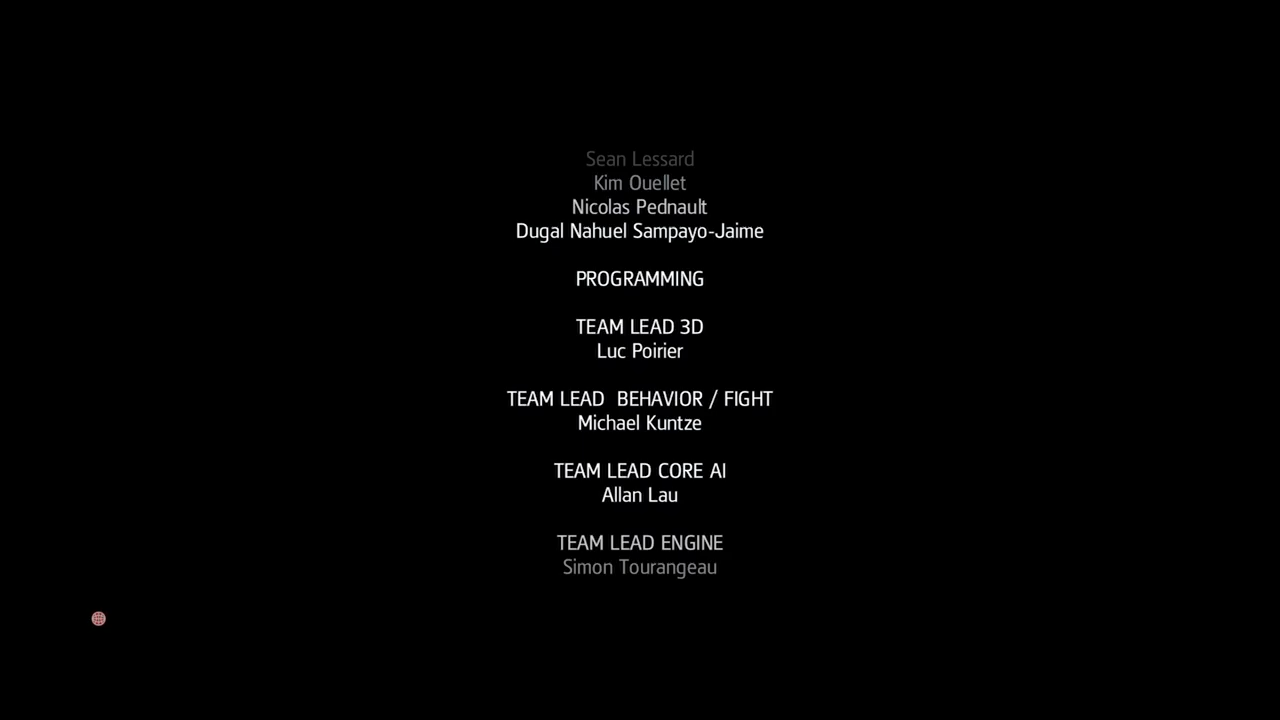 Sean Lessard
Kim Ouellet
Nicolas Pednault
Dugal Nahuel Sampayo-Jaime
PROGRAMMING
TEAM LEAD 3D
Luc Poirier
TEAM LEAD  BEHAVIOR / FIGHT
Michael Kuntze
TEAM LEAD CORE AI
Allan Lau
TEAM LEAD ENGINE
Simon Tourangeau